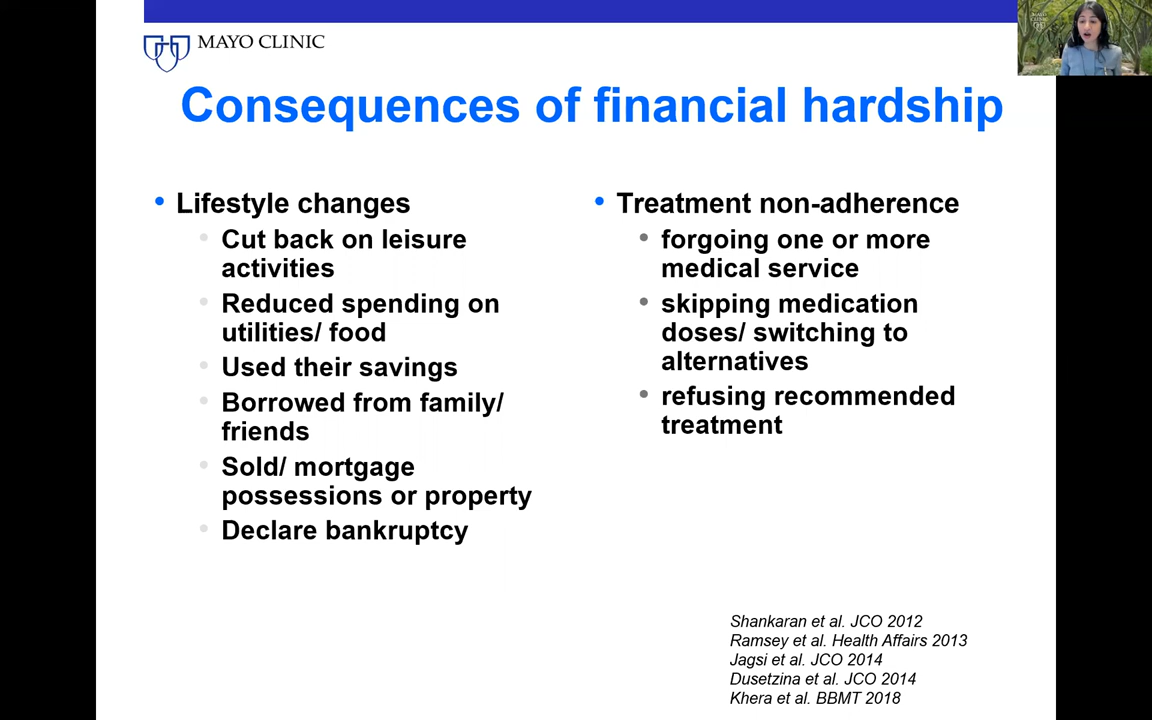 MAYO CLINIC
Consequences of financial hardship
• Lifestyle changes
• Cut back on leisure
activities
• Reduced spending on
utilities/ food
• Used their savings
• Borrowed from family/
friends
• Sold/ mortgage
possessions or property
• Declare bankruptcy
• Treatment non-adherence
• forgoing one or more
medical service
• skipping medication
doses/ switching to
alternatives
• refusing recommended
treatment
Shankaran et al. JCO 2012
Ramsey et al. Health Affairs 2013
Jagsi et al. JCO 2014
Dusetzina et al. JCO 2014
Khera et al. BBMT 2018